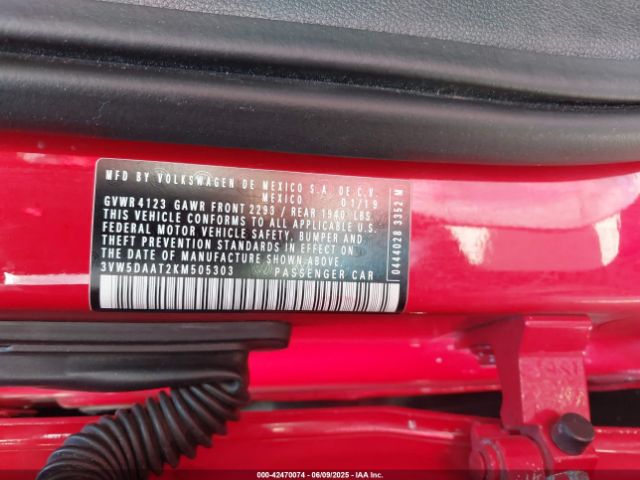 MFD BY VOLKSWAGEN DE MEXICO S.A. DE C.V.
MEXICO 01/19
GVWR 4123 GAWR FRONT 2293 / REAR 1940 LBS
THIS VEHICLE CONFORMS TO ALL APPLICABLE U.S.
FEDERAL MOTOR VEHICLE SAFETY, BUMPER AND
THEFT PREVENTION STANDARDS IN EFFECT ON
THE DATE OF MANUFACTURE SHOWN ABOVE.
3VW5DAAT2KM505303 PASSENGER CAR
0444028 3352 M
000-42470074 | 06/09/2025 - IAA Inc.